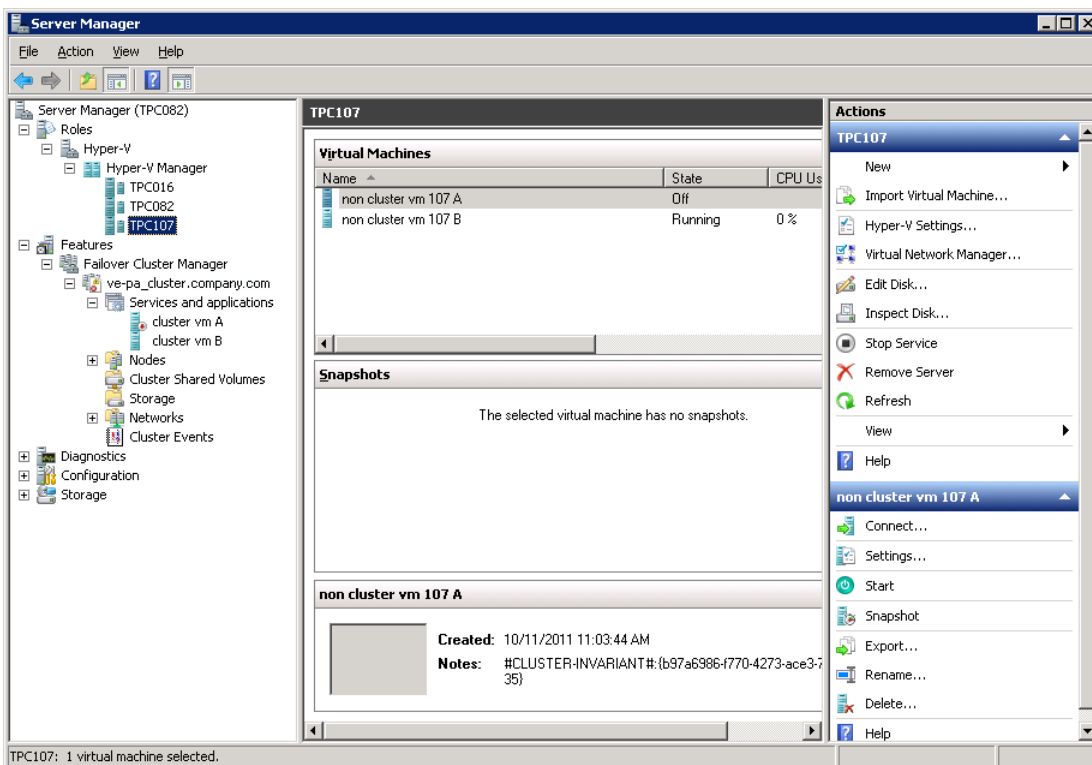 Server Manager
File Action View Help
Server Manager (TPC082)
Roles
Hyper-V
Hyper-V Manager
TPC016
TPC082
TPC107
Features
Failover Cluster Manager
ve-pa_cluster.company.com
Services and applications
cluster vm A
cluster vm B
Nodes
Cluster Shared Volumes
Storage
Networks
Cluster Events
Diagnostics
Configuration
Storage
TPC107
Virtual Machines
Name State CPU Us
non cluster vm 107 A Off
non cluster vm 107 B Running 0 %
Snapshots
The selected virtual machine has no snapshots.
non cluster vm 107 A
Created: 10/11/2011 11:03:44 AM
Notes: #CLUSTER-INVARIANT#:{b97a6986-f770-4273-ace3-7
35}
Actions
TPC107
New
Import Virtual Machine...
Hyper-V Settings...
Virtual Network Manager...
Edit Disk...
Inspect Disk...
Stop Service
Remove Server
Refresh
View
Help
non cluster vm 107 A
Connect...
Settings...
Start
Snapshot
Export...
Rename...
Delete...
Help
TPC107: 1 virtual machine selected.